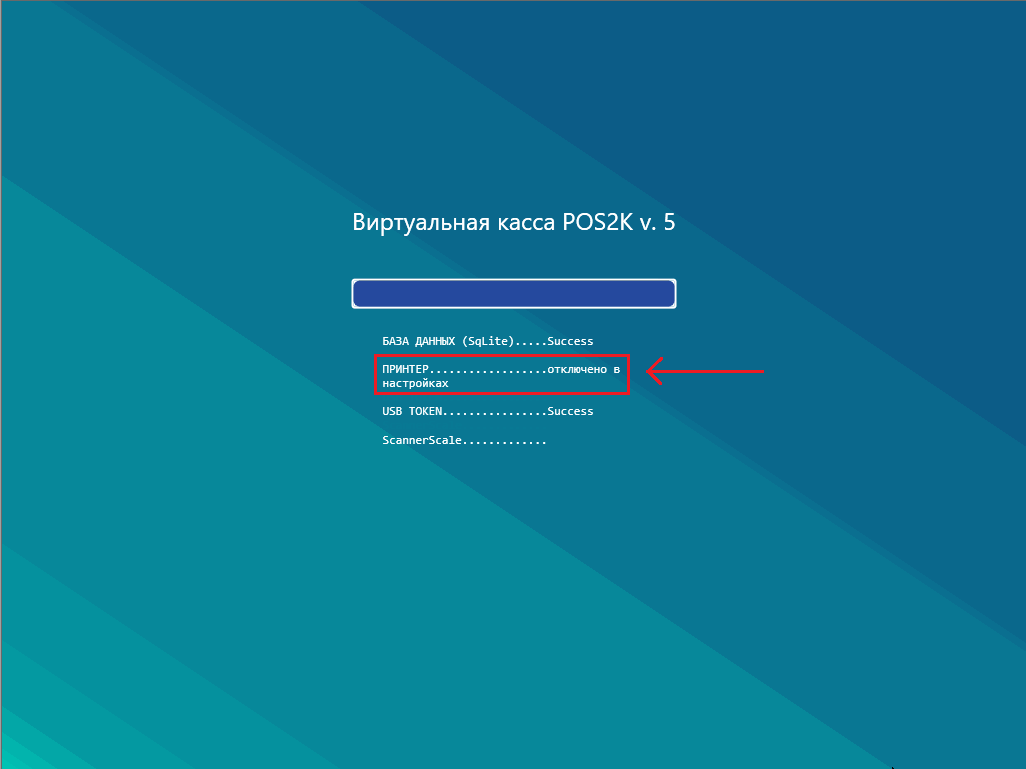 Виртуальная касса POS2K v. 5
БАЗА ДАННЫХ (SqLite).....Success
ПРИНТЕР..................отключено в
настройках
USB TOKEN................Success
ScannerScale.............